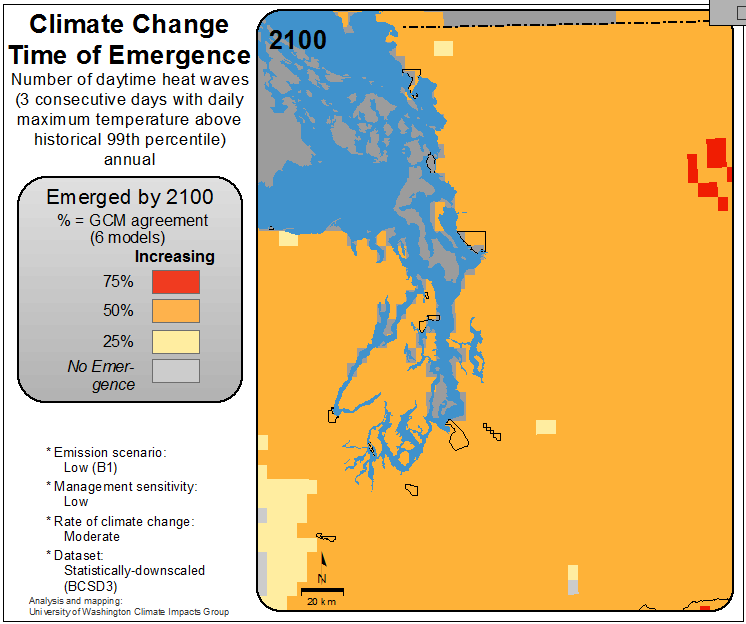 Climate Change
Time of Emergence
Number of daytime heat waves
(3 consecutive days with daily
maximum temperature above
historical 99th percentile)
annual
Emerged by 2100
% = GCM agreement
(6 models)
Increasing
75%
50%
25%
No Emer-
gence
* Emission scenario:
Low (B1)
* Management sensitivity:
Low
* Rate of climate change:
Moderate
* Dataset:
Statistically-downscaled
(BCSD3)
Analysis and mapping:
University of Washington Climate Impacts Group
2100
N
20 km